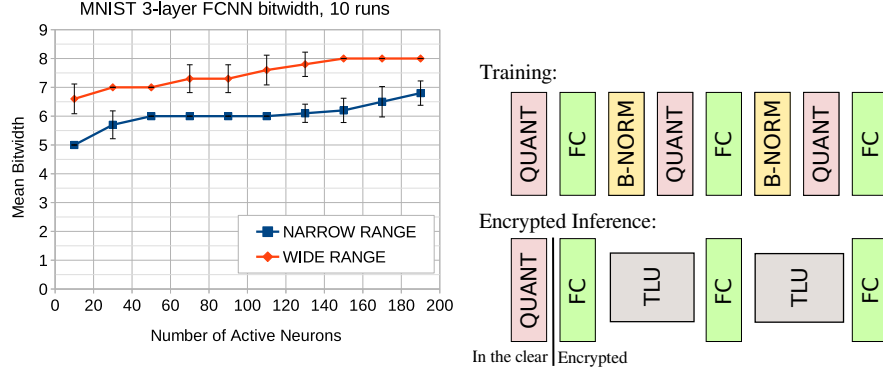 MNIST 3-layer FCNN bitwidth, 10 runs
9
8
7
6
5
4
3
2
1
0
Mean Bitwidth
NARROW RANGE
WIDE RANGE
0 20 40 60 80 100 120 140 160 180 200
Number of Active Neurons
Training:
QUANT FC B-NORM QUANT FC B-NORM QUANT FC
Encrypted Inference:
QUANT FC TLU FC TLU FC
In the clear Encrypted